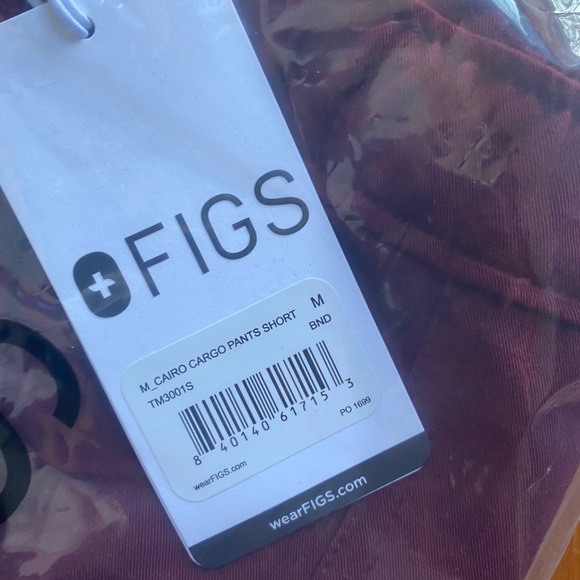 FIGS
M_CAIRO CARGO PANTS SHORT M
TM3001S BND
8 40140 61715 3
wearFIGS.com PO 1699
wearFIGS.com